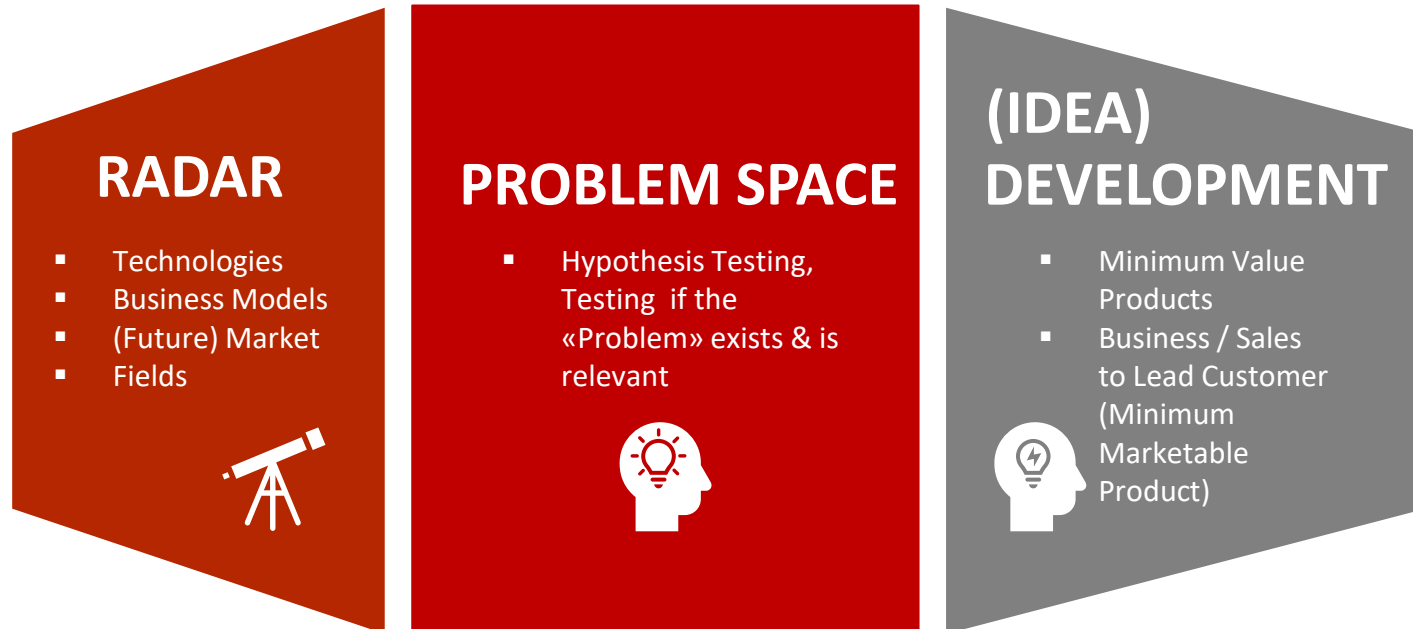 RADAR
▪ Technologies
▪ Business Models
▪ (Future) Market
▪ Fields
PROBLEM SPACE
▪ Hypothesis Testing,
Testing  if the
«Problem» exists & is
relevant
(IDEA)
DEVELOPMENT
▪ Minimum Value
Products
▪ Business / Sales
to Lead Customer
(Minimum
Marketable
Product)